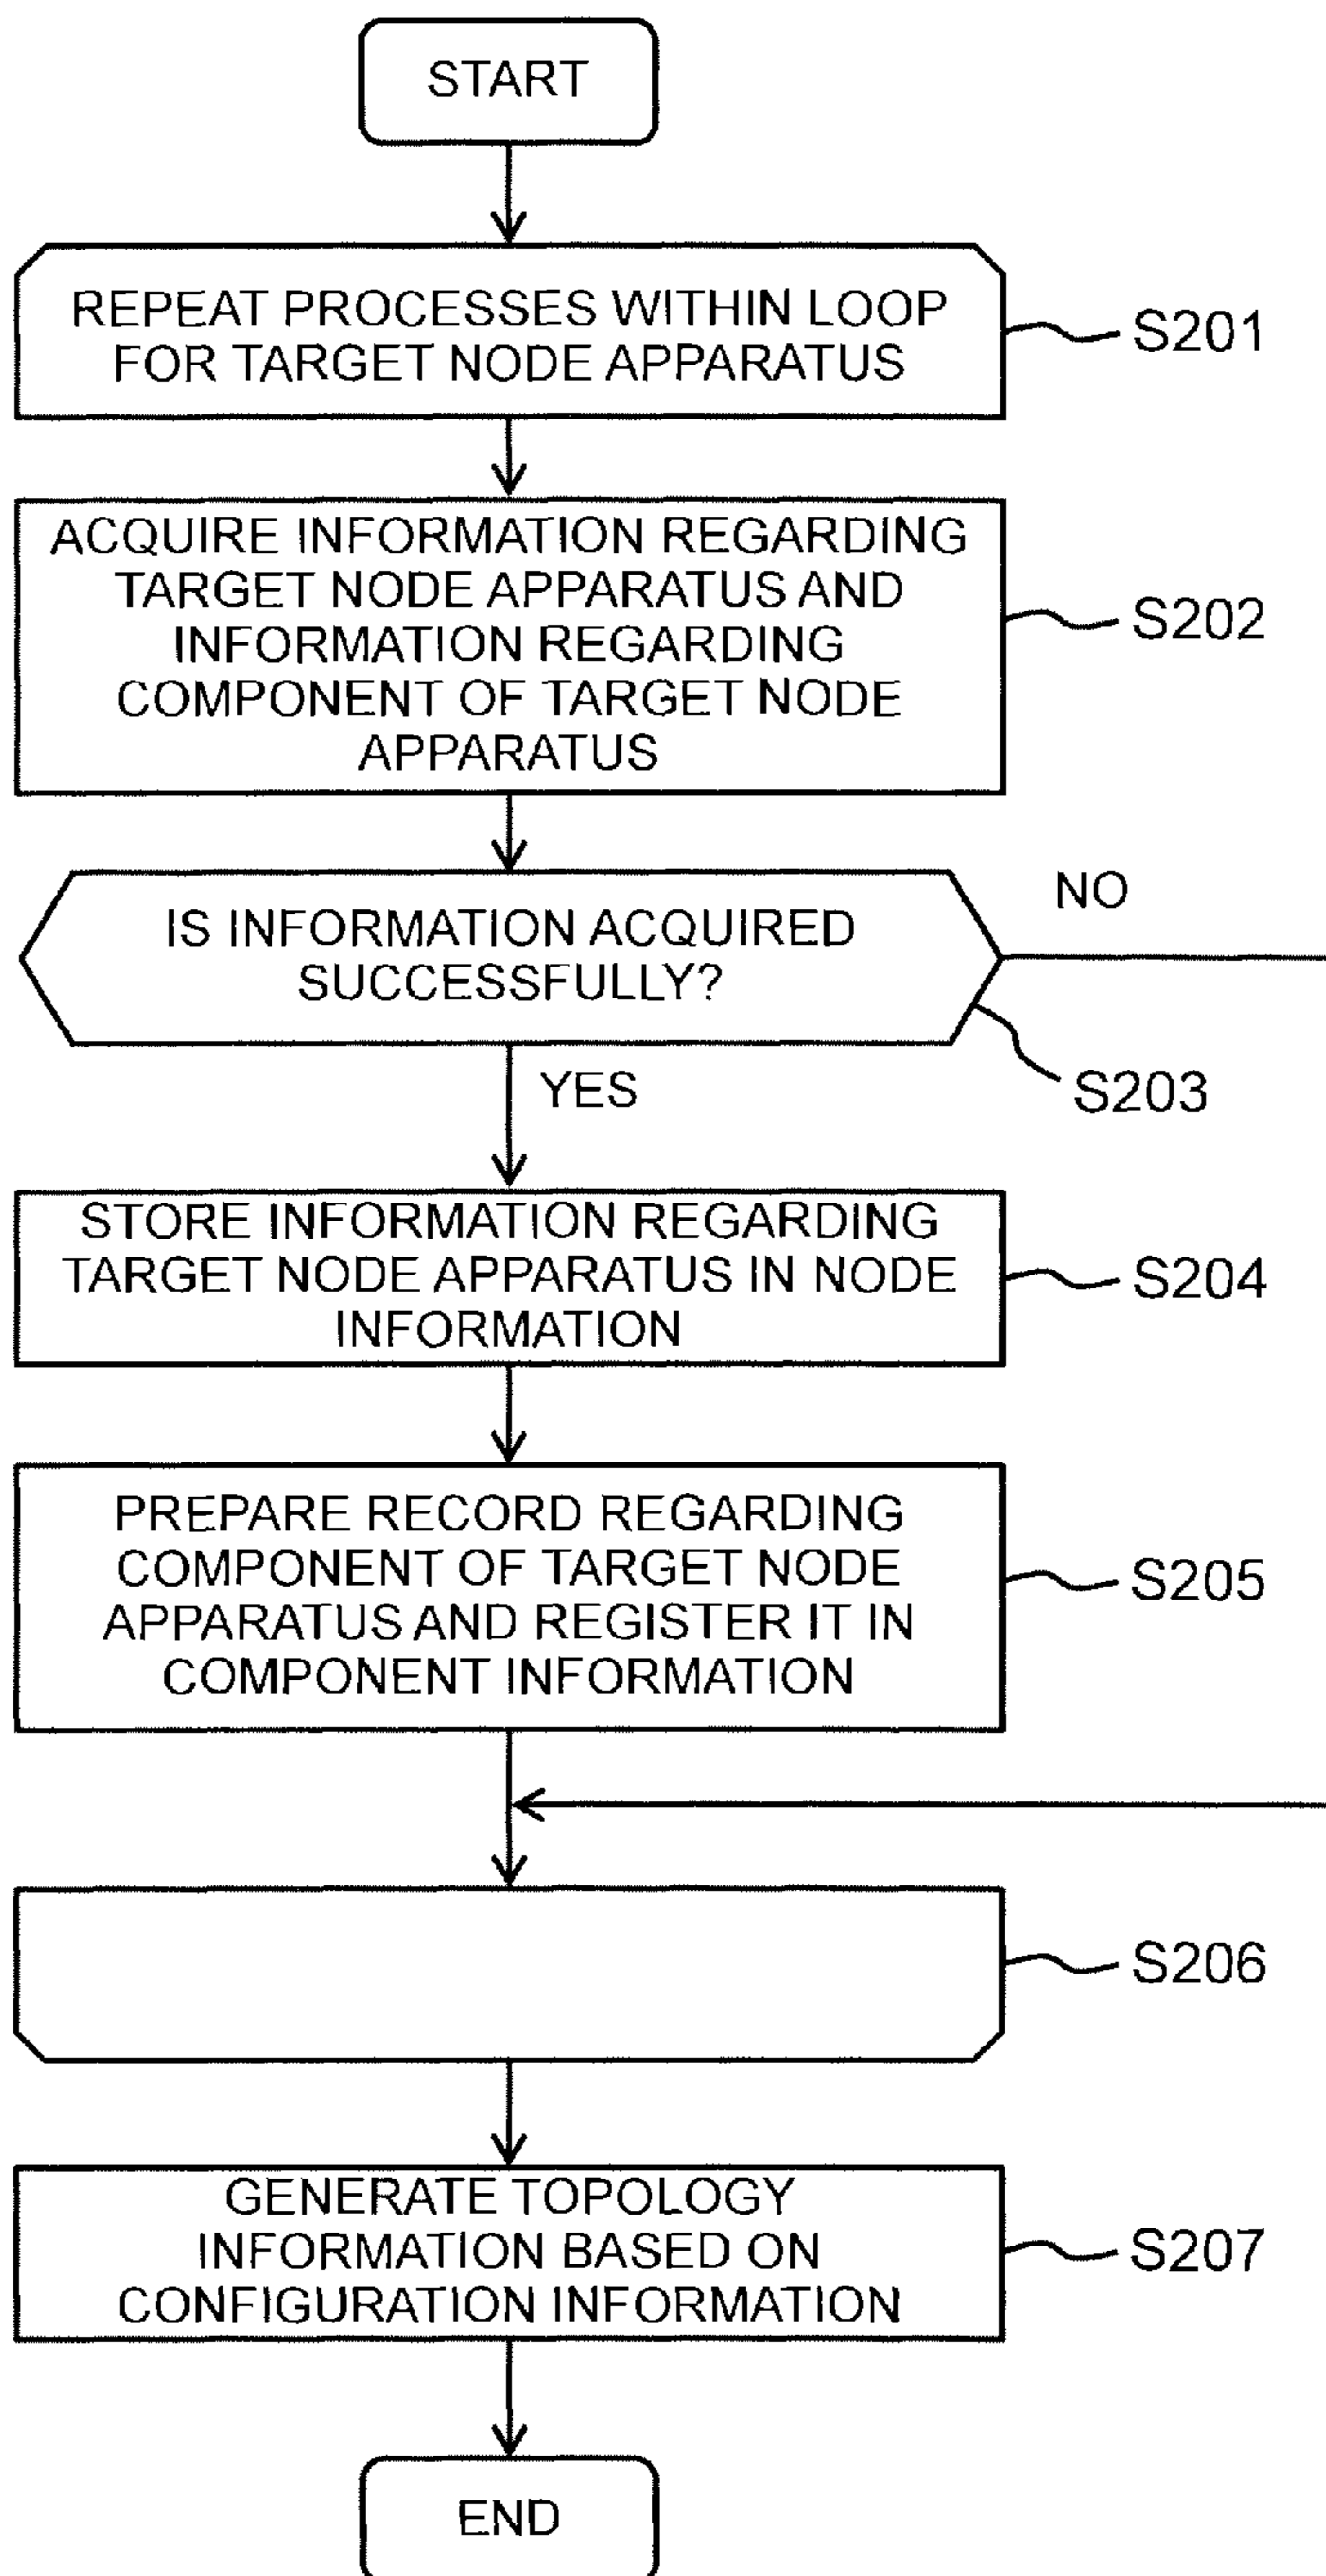 START
REPEAT PROCESSES WITHIN LOOP
FOR TARGET NODE APPARATUS
S201
ACQUIRE INFORMATION REGARDING
TARGET NODE APPARATUS AND
INFORMATION REGARDING
COMPONENT OF TARGET NODE
APPARATUS
S202
IS INFORMATION ACQUIRED
SUCCESSFULLY?
NO
S203
YES
STORE INFORMATION REGARDING
TARGET NODE APPARATUS IN NODE
INFORMATION
S204
PREPARE RECORD REGARDING
COMPONENT OF TARGET NODE
APPARATUS AND REGISTER IT IN
COMPONENT INFORMATION
S205
S206
GENERATE TOPOLOGY
INFORMATION BASED ON
CONFIGURATION INFORMATION
S207
END